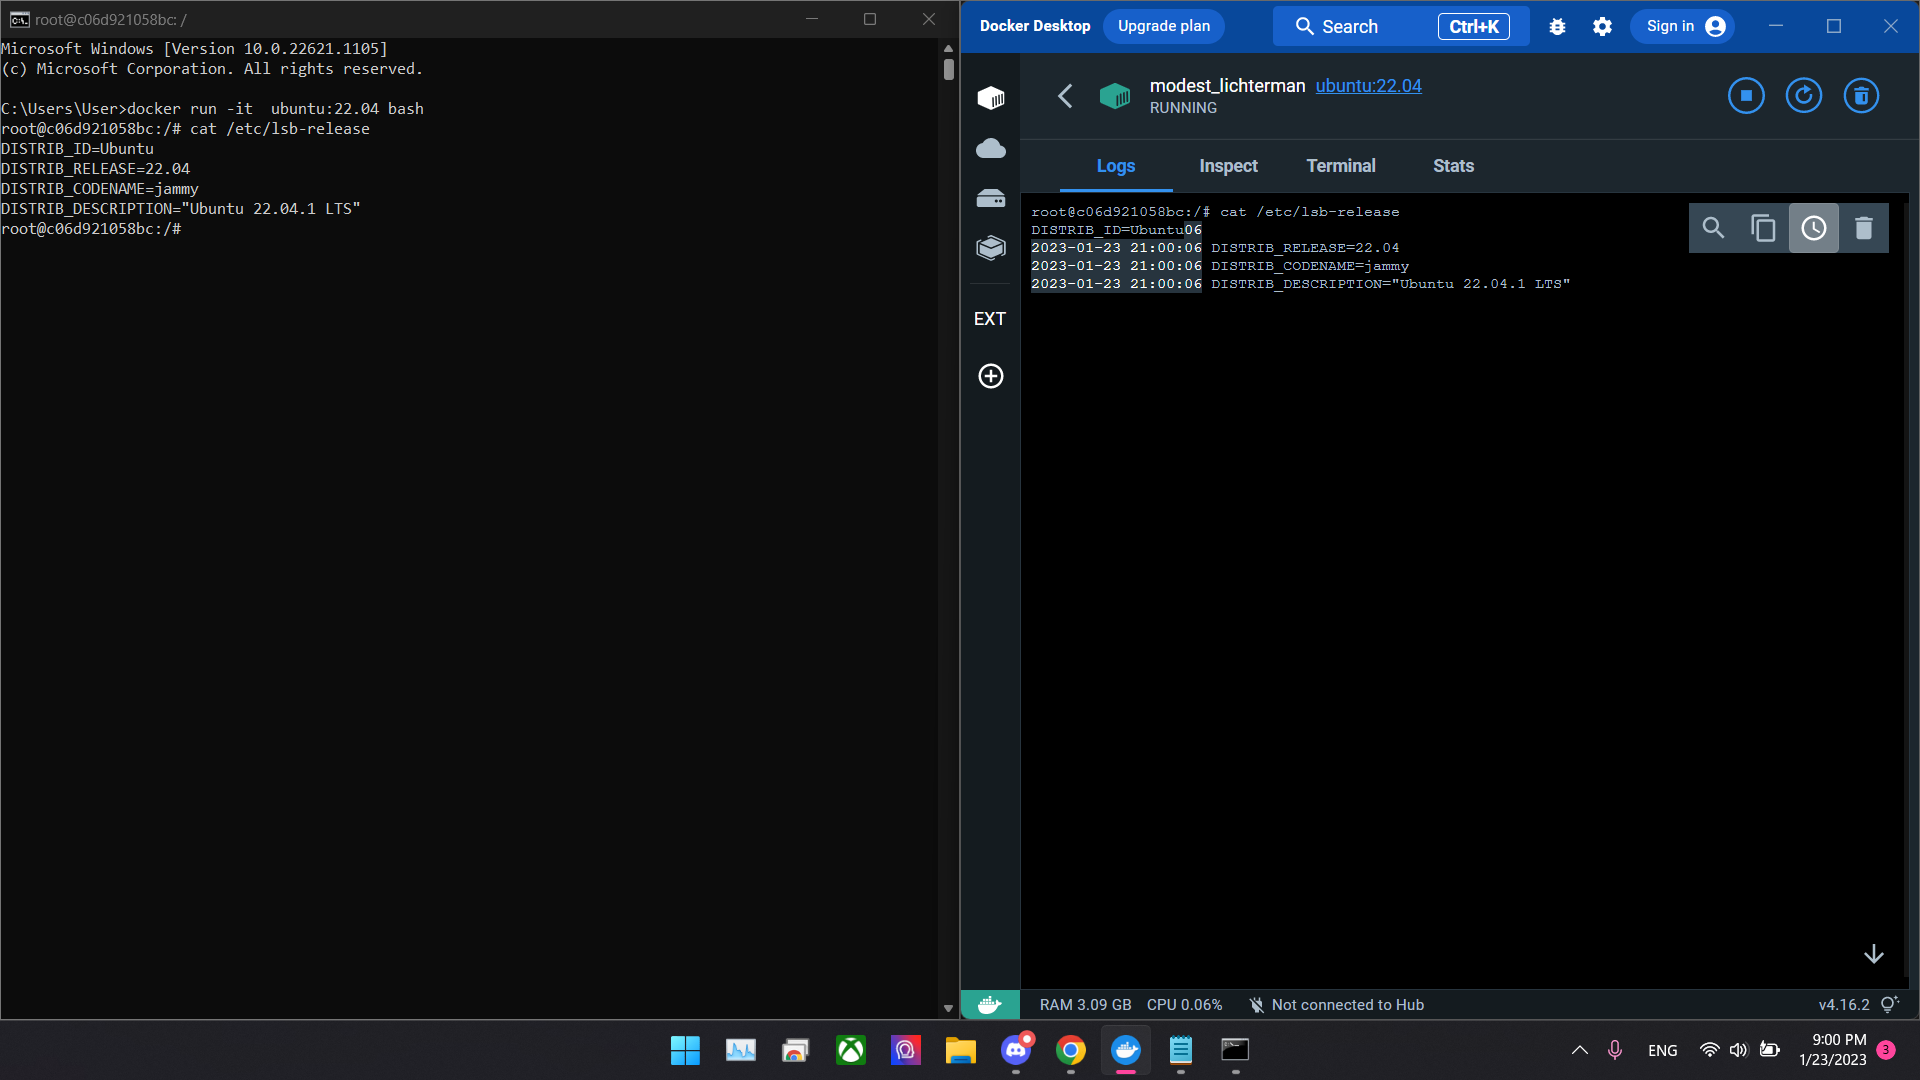 root@c06d921058bc: /
Microsoft Windows [Version 10.0.22621.1105]
(c) Microsoft Corporation. All rights reserved.
C:\Users\User>docker run -it  ubuntu:22.04 bash
root@c06d921058bc:/# cat /etc/lsb-release
DISTRIB_ID=Ubuntu
DISTRIB_RELEASE=22.04
DISTRIB_CODENAME=jammy
DISTRIB_DESCRIPTION="Ubuntu 22.04.1 LTS"
root@c06d921058bc:/#
Docker Desktop Upgrade plan Search Ctrl+K Sign in
modest_lichterman ubuntu:22.04
RUNNING
Logs Inspect Terminal Stats
root@c06d921058bc:/# cat /etc/lsb-release
DISTRIB_ID=Ubuntu06
2023-01-23 21:00:06 DISTRIB_RELEASE=22.04
2023-01-23 21:00:06 DISTRIB_CODENAME=jammy
2023-01-23 21:00:06 DISTRIB_DESCRIPTION="Ubuntu 22.04.1 LTS"
EXT
RAM 3.09 GB CPU 0.06% Not connected to Hub v4.16.2
ENG
9:00 PM
1/23/2023
3